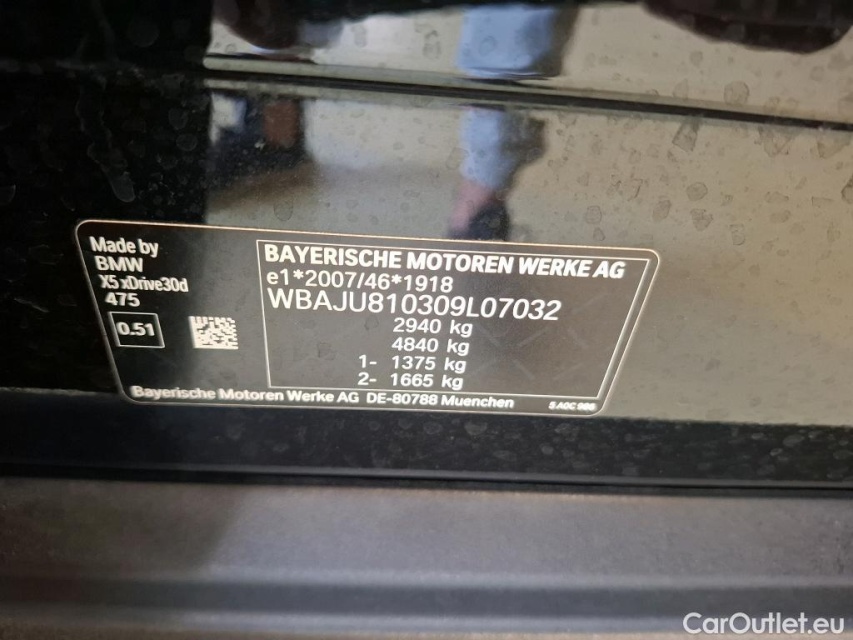 Made by
BMW
X5 xDrive30d
475
0.51
BAYERISCHE MOTOREN WERKE AG
e1*2007/46*1918
WBAJU810309L07032
2940 kg
4840 kg
1- 1375 kg
2- 1665 kg
Bayerische Motoren Werke AG DE-80788 Muenchen
CarOutlet.eu